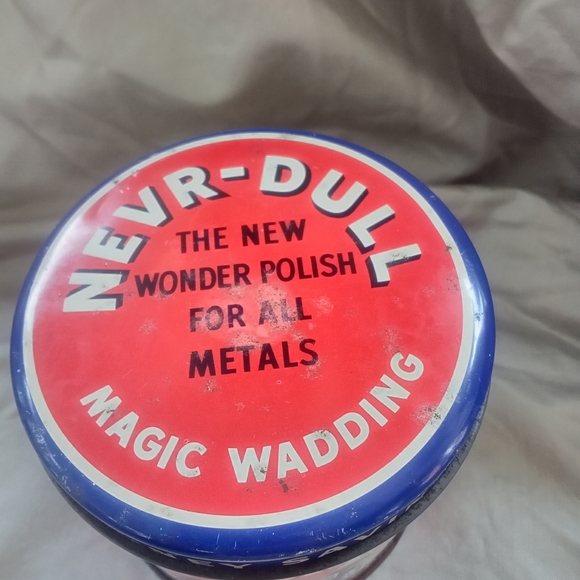 NEVR-DULL
THE NEW
WONDER POLISH
FOR ALL
METALS
MAGIC WADDING